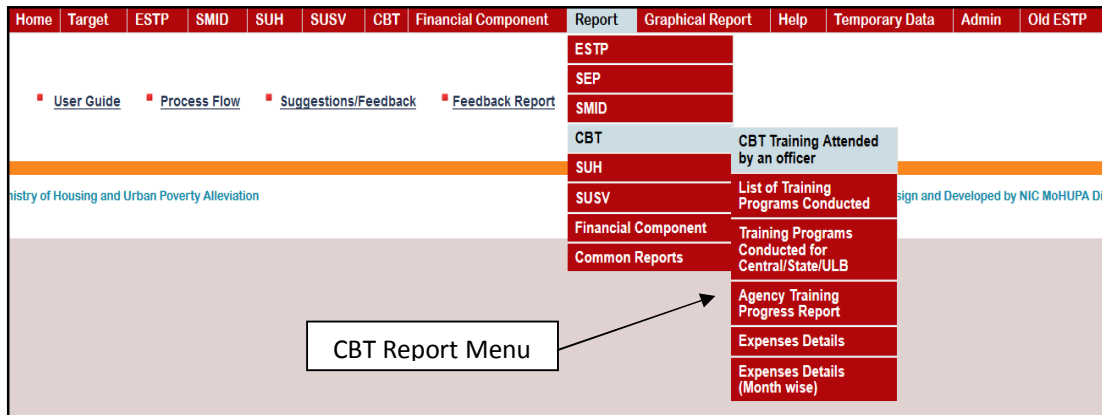 Home Target ESTP SMID SUH SUSV CBT Financial Component Report Graphical Report Help Temporary Data Admin Old ESTP
ESTP
SEP
SMID
CBT
SUH
SUSV
Financial Component
Common Reports
User Guide Process Flow Suggestions/Feedback Feedback Report
CBT Training Attended
by an officer
List of Training
Programs Conducted
Training Programs
Conducted for
Central/State/ULB
Agency Training
Progress Report
Expenses Details
Expenses Details
(Month wise)
nistry of Housing and Urban Poverty Alleviation
sign and Developed by NIC MoHUPA Di
CBT Report Menu